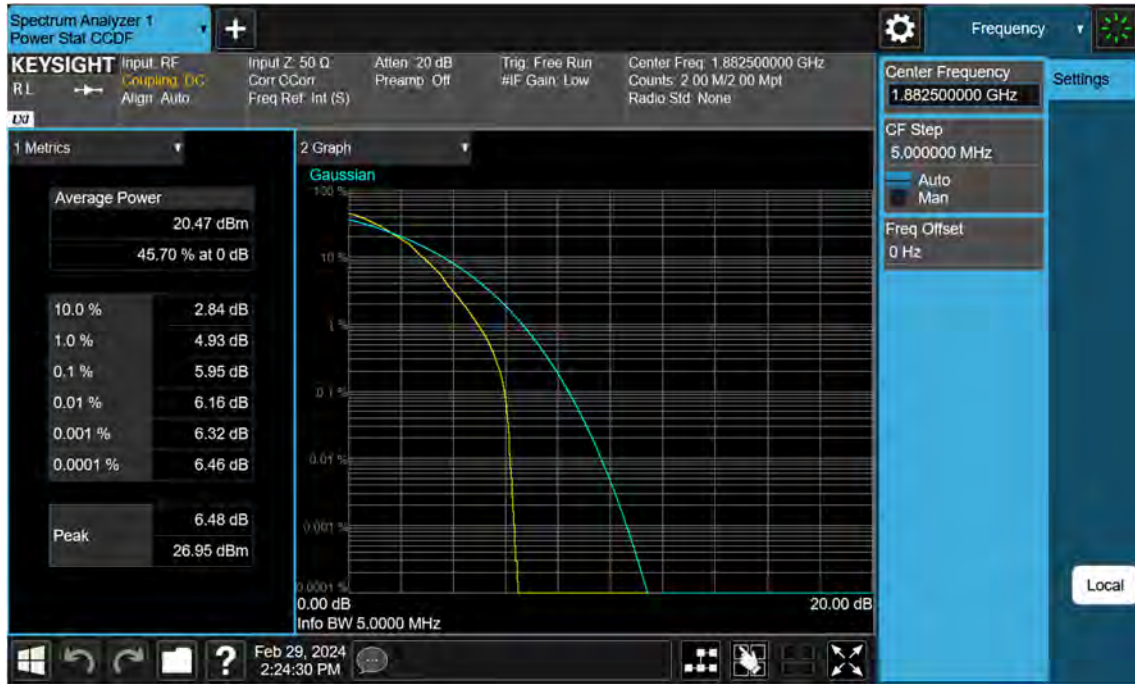 Spectrum Analyzer 1
Power Stat CCDF
+
Frequency
KEYSIGHT
RL
LXI
Input: RF
Coupling: DC
Align: Auto
Input Z: 50 Ω
Corr CCorr
Freq Ref: Int (S)
Atten: 20 dB
Preamp: Off
Trig: Free Run
#IF Gain: Low
Center Freq: 1.882500000 GHz
Counts: 2.00 M/2.00 Mpt
Radio Std: None
Center Frequency
1.882500000 GHz
Settings
CF Step
5.000000 MHz
Auto
Man
Freq Offset
0 Hz
1 Metrics
Average Power
20.47 dBm
45.70 % at 0 dB
10.0 % 2.84 dB
1.0 % 4.93 dB
0.1 % 5.95 dB
0.01 % 6.16 dB
0.001 % 6.32 dB
0.0001 % 6.46 dB
Peak
6.48 dB
26.95 dBm
2 Graph
Gaussian
100 %
10 %
1 %
0.1 %
0.01 %
0.001 %
0.0001 %
0.00 dB 20.00 dB
Info BW 5.0000 MHz
Local
?
Feb 29, 2024
2:24:30 PM